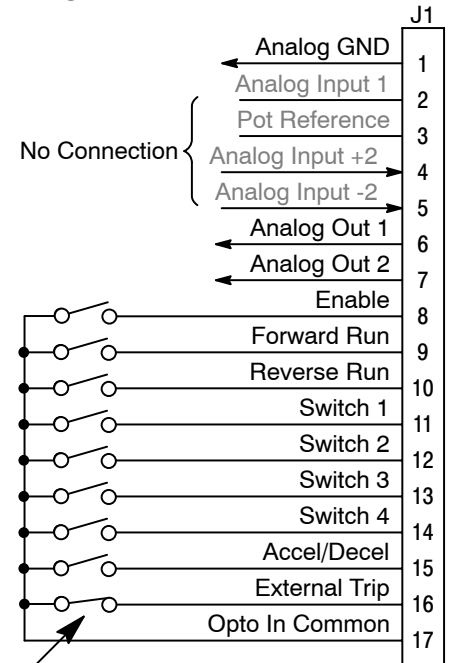 J1
Analog GND 1
Analog Input 1 2
Pot Reference 3
No Connection
Analog Input +2 4
Analog Input -2 5
Analog Out 1 6
Analog Out 2 7
Enable 8
Forward Run 9
Reverse Run 10
Switch 1 11
Switch 2 12
Switch 3 13
Switch 4 14
Accel/Decel 15
External Trip 16
Opto In Common 17